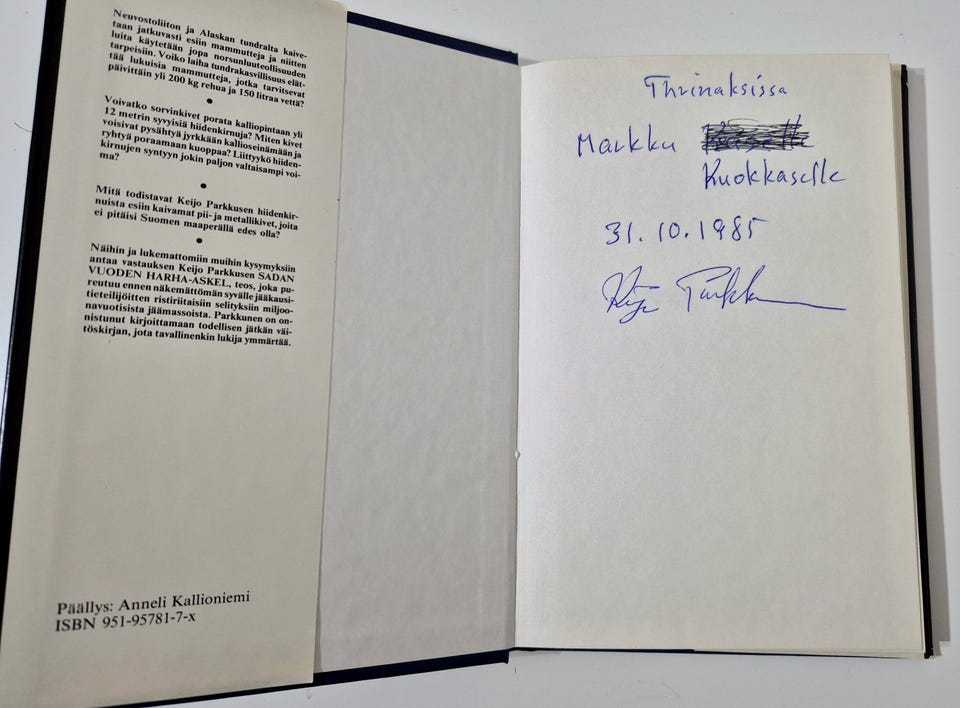 Neuvostoliiton ja Alaskan tundralta kaive-
taan jatkuvasti esiin mammutteja ja niitten
luita käytetään jopa norsunluuteollisuuden
tarpeisiin. Voiko laiha tundrakasvillisuus elät-
tää lukuisia mammutteja, jotka tarvitsevat
päivittäin yli 200 kg rehua ja 150 litraa vettä?
•
Voivatko sorvinkivet porata kalliopintaan yli
12 metrin syvyisiä hiidenkirnuja? Miten kivet
voisivat pysähtyä jyrkkään kallioseinämään ja
ryhtyä poraamaan kuoppaa? Liittyykö hiiden-
kirnujen syntyyn jokin paljon valtaisampi voi-
ma?
•
Mitä todistavat Keijo Parkkusen hiidenkir-
nuista esiin kaivamat pii- ja metallikivet, joita
ei pitäisi Suomen maaperällä edes olla?
•
Näihin ja lukemattomiin muihin kysymyksiin
antaa vastauksen Keijo Parkkusen SADAN
VUODEN HARHA-ASKEL, teos, joka pu-
reutuu ennen näkemättömän syvälle jääkausi-
tieteilijöitten ristiriitaisiin selityksiin miljoo-
navuotisista jäämassoista. Parkkunen on on-
nistunut kirjoittamaan todellisen jätkän väi-
töskirjan, jota tavallinenkin lukija ymmärtää.
Päällys: Anneli Kallioniemi
ISBN 951-95781-7-x
Thrinaksissa
Markku
Kuokkaselle
31.10.1985
Keijo Parkkunen